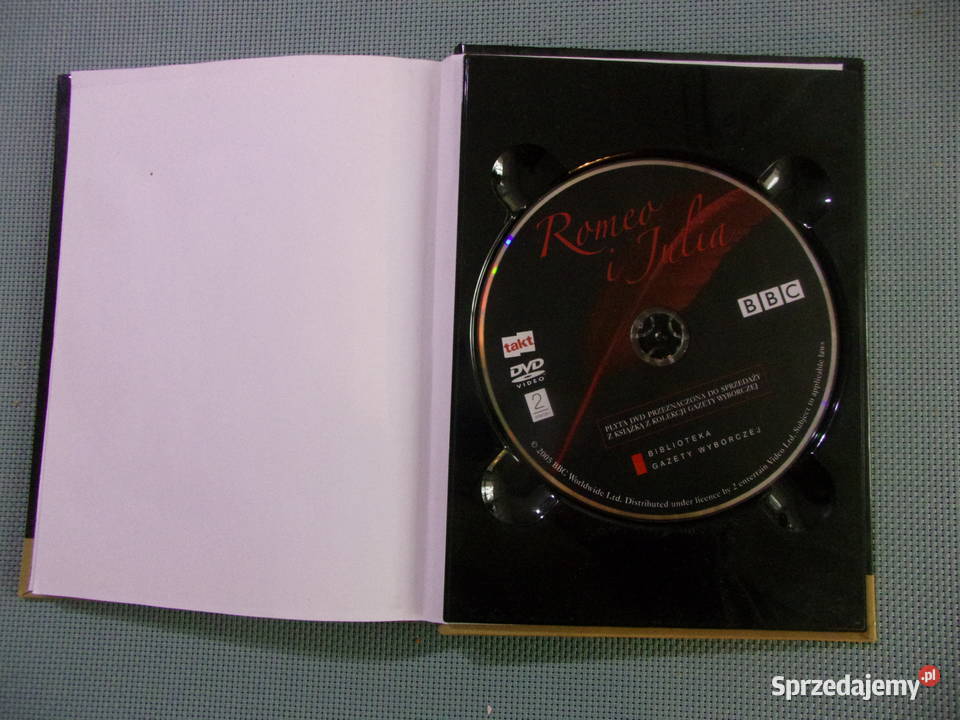 Romeo
i Julia
BBC
takt
DVD
VIDEO
2
PŁYTA DVD PRZEZNACZONA DO SPRZEDAŻY
Z KSIĄŻKĄ Z KOLEKCJI GAZETY WYBORCZEJ
BIBLIOTEKA
GAZETY WYBORCZEJ
© 2005 BBC Worldwide Ltd. Distributed under licence by 2 entertain Video Ltd. Subject to applicable laws
Sprzedajemy.pl